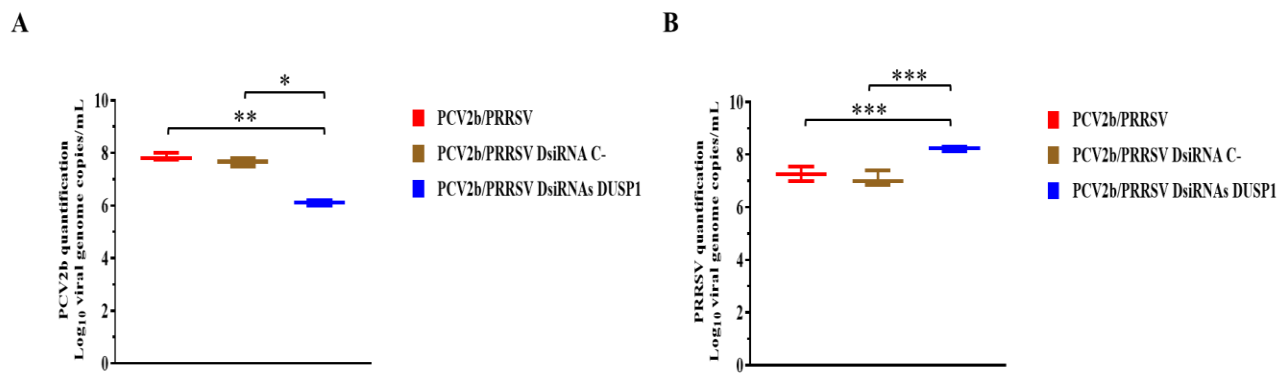 A
*
**
10
8
6
4
2
0
PCV2b quantification
Log10 viral genome copies/mL
PCV2b/PRRSV
PCV2b/PRRSV DsiRNA C-
PCV2b/PRRSV DsiRNAs DUSP1
B
***
***
10
8
6
4
2
0
PRRSV quantification
Log10 viral genome copies/mL
PCV2b/PRRSV
PCV2b/PRRSV DsiRNA C-
PCV2b/PRRSV DsiRNAs DUSP1